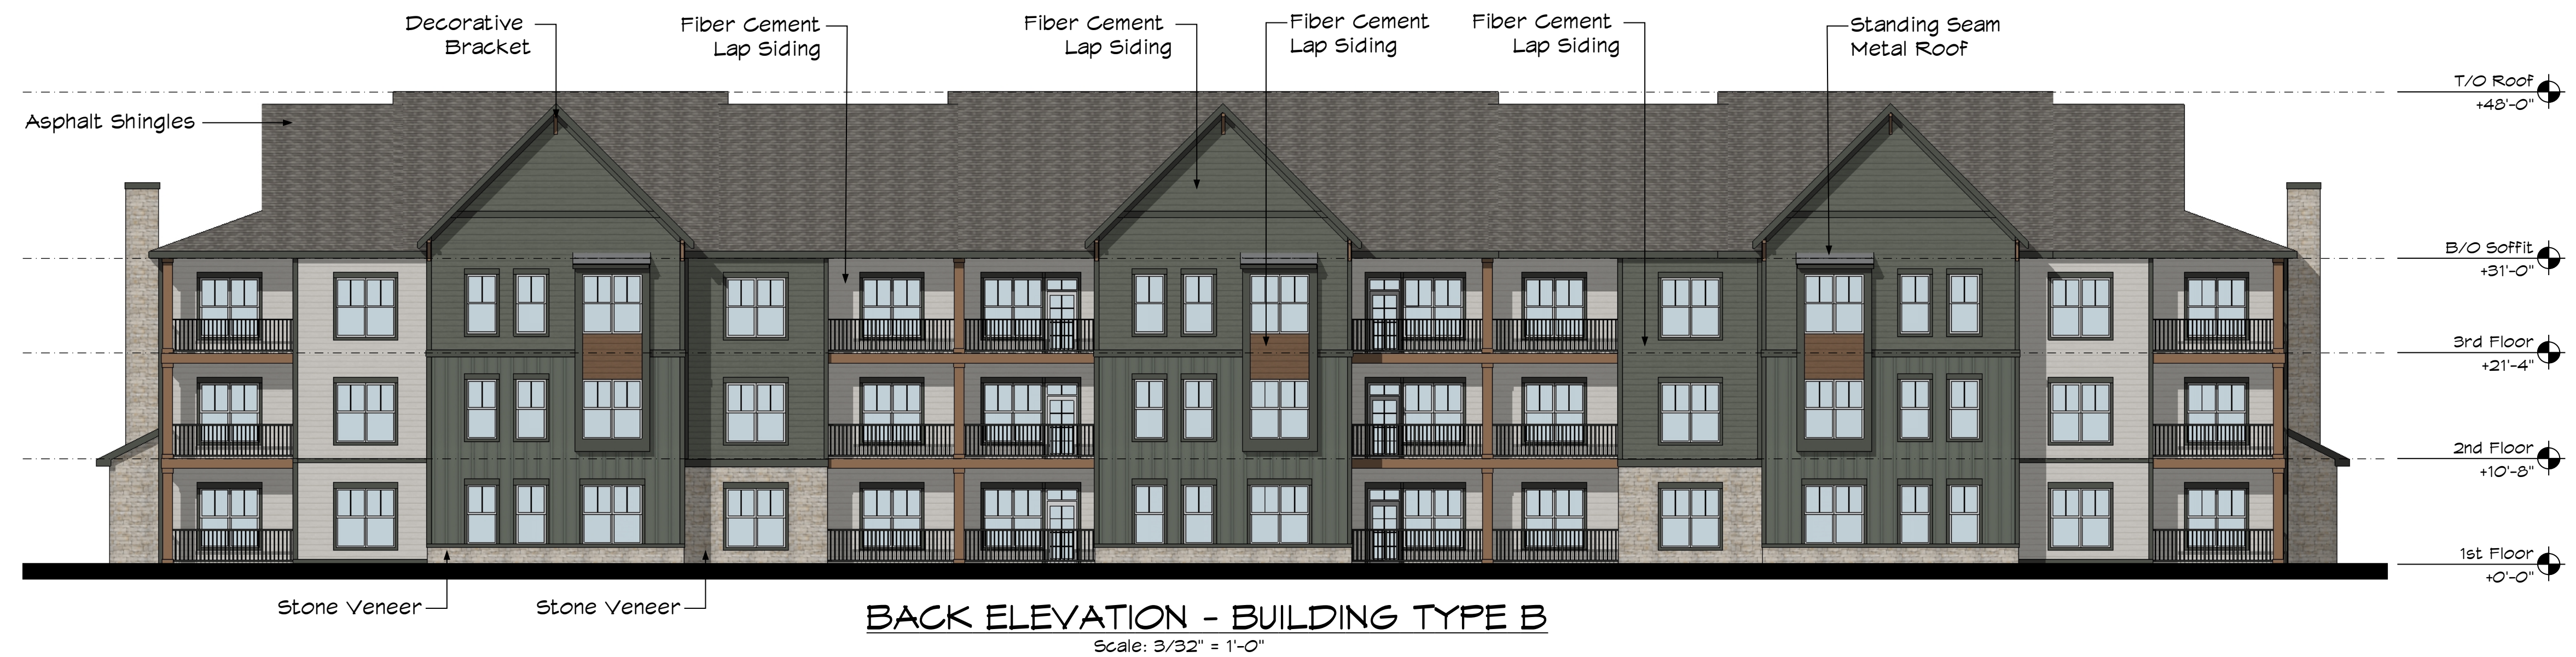 Decorative
Bracket
Fiber Cement
Lap Siding
Fiber Cement
Lap Siding
Fiber Cement
Lap Siding
Fiber Cement
Lap Siding
Standing Seam
Metal Roof
Asphalt Shingles
T/O Roof
+48'-0"
B/O Soffit
+31'-0"
3rd Floor
+21'-4"
2nd Floor
+10'-8"
1st Floor
+0'-0"
Stone Veneer
Stone Veneer
BACK ELEVATION - BUILDING TYPE B
Scale: 3/32" = 1'-0"